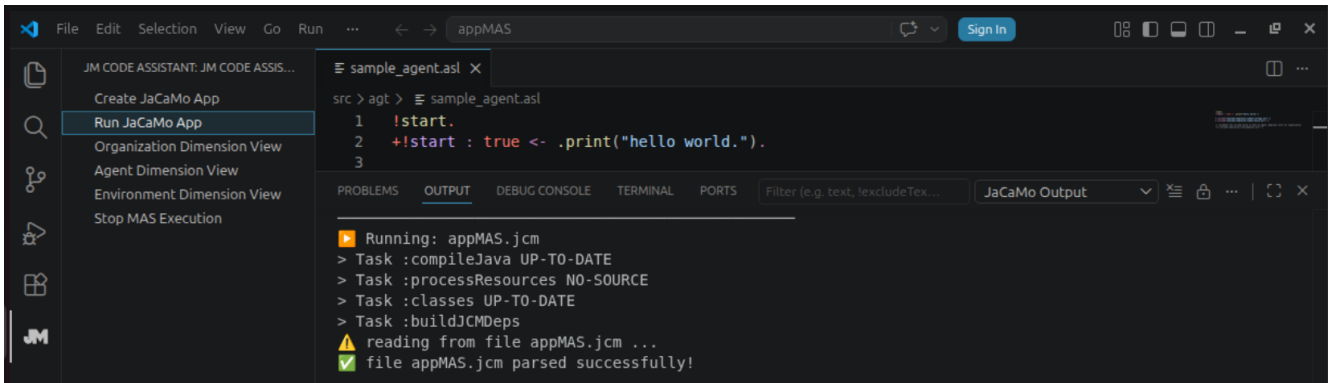 File Edit Selection View Go Run ··· appMAS Sign In
JM CODE ASSISTANT: JM CODE ASSIS...
Create JaCaMo App
Run JaCaMo App
Organization Dimension View
Agent Dimension View
Environment Dimension View
Stop MAS Execution
JM
sample_agent.asl
src > agt > sample_agent.asl
1 !start.
2 +!start : true <- .print("hello world.").
3
PROBLEMS OUTPUT DEBUG CONSOLE TERMINAL PORTS Filter (e.g. text, !excludeTex... JaCaMo Output
Running: appMAS.jcm
> Task :compileJava UP-TO-DATE
> Task :processResources NO-SOURCE
> Task :classes UP-TO-DATE
> Task :buildJCMDeps
reading from file appMAS.jcm ...
file appMAS.jcm parsed successfully!